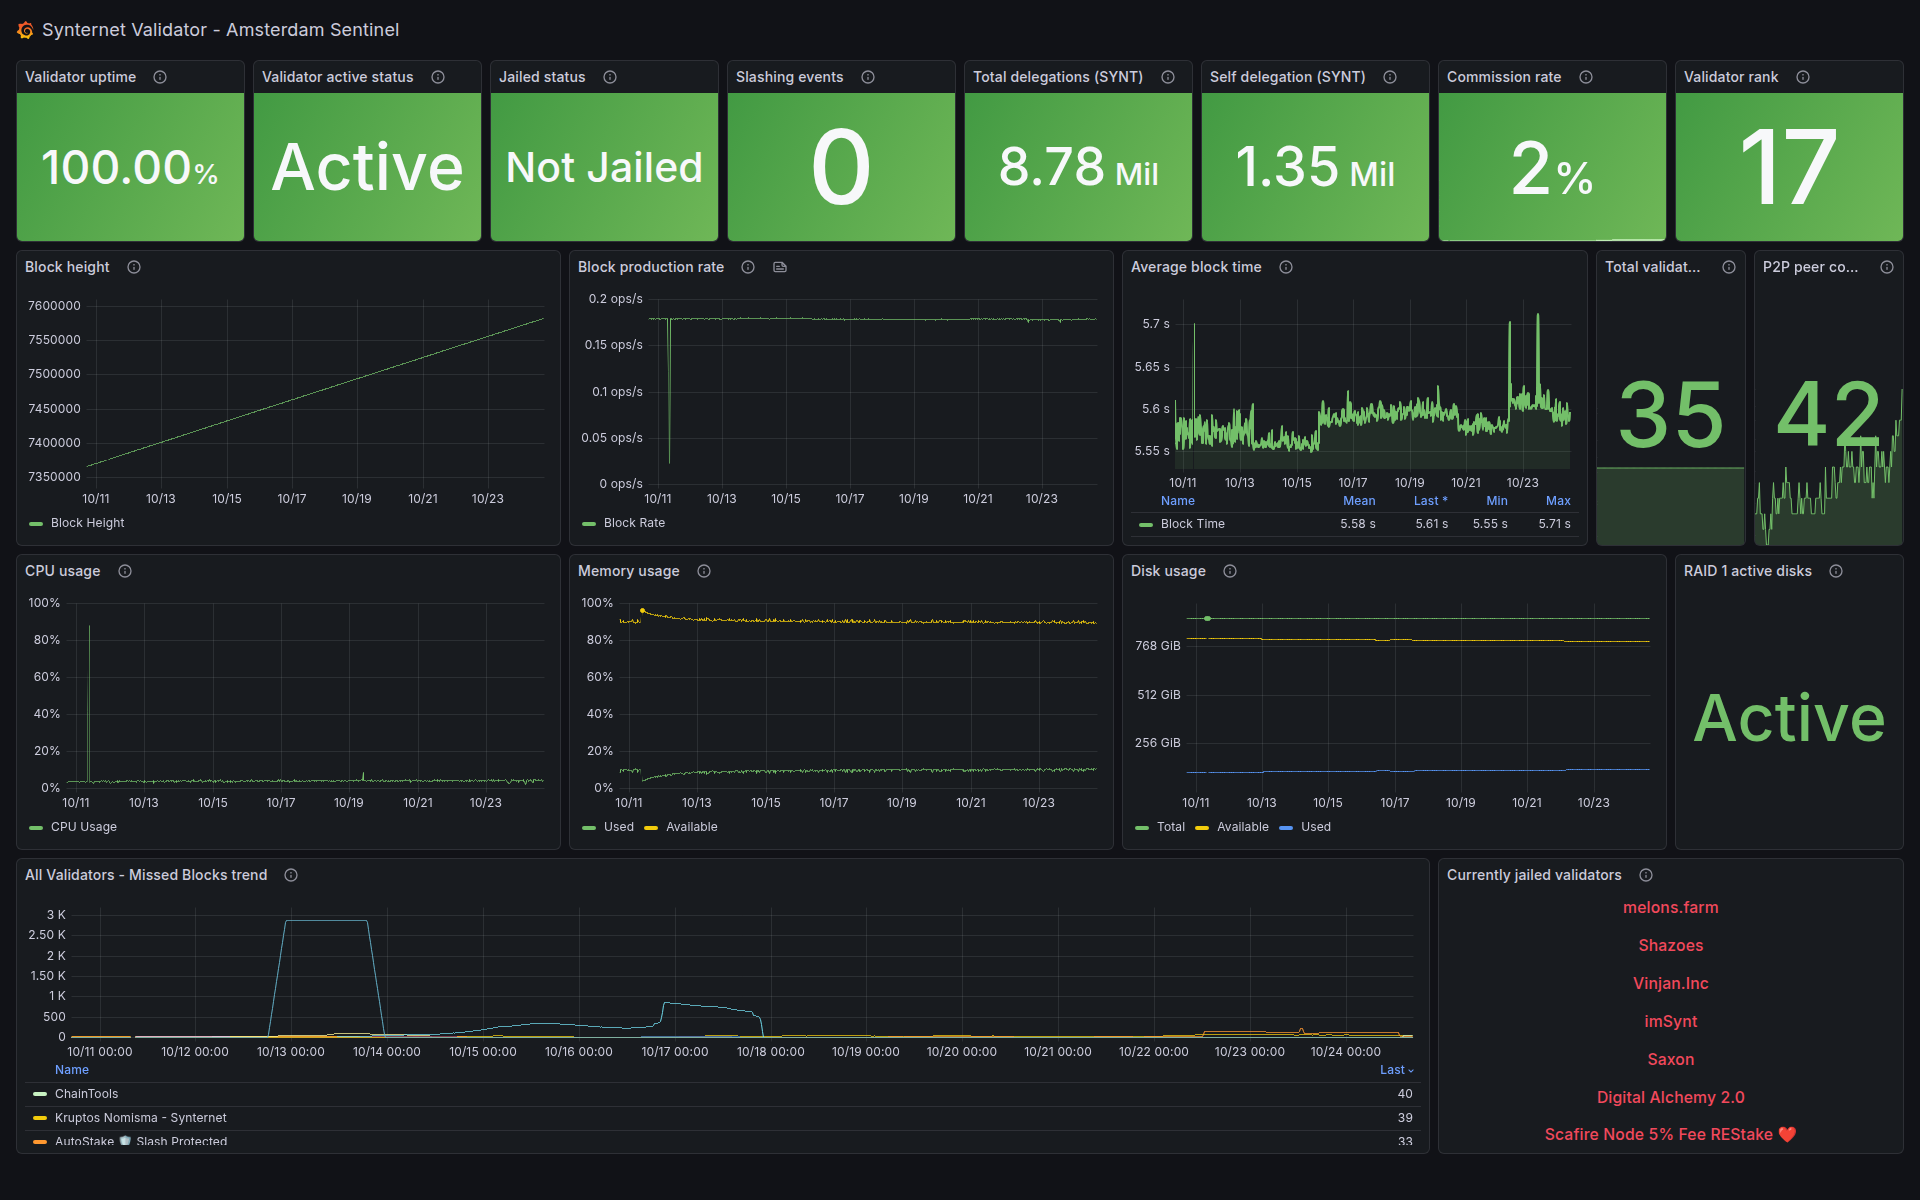 Synternet Validator - Amsterdam Sentinel
Validator uptime
Validator active status
Jailed status
Slashing events
Total delegations (SYNT)
Self delegation (SYNT)
Commission rate
Validator rank
100.00%
Active
Not Jailed
0
8.78 Mil
1.35 Mil
2%
17
Block height
7600000
7550000
7500000
7450000
7400000
7350000
10/11 10/13 10/15 10/17 10/19 10/21 10/23
Block Height
Block production rate
0.2 ops/s
0.15 ops/s
0.1 ops/s
0.05 ops/s
0 ops/s
10/11 10/13 10/15 10/17 10/19 10/21 10/23
Block Rate
Average block time
5.7 s
5.65 s
5.6 s
5.55 s
10/11 10/13 10/15 10/17 10/19 10/21 10/23
Name Mean Last * Min Max
Block Time 5.58 s 5.61 s 5.55 s 5.71 s
Total validat...
35
P2P peer co...
42
CPU usage
100%
80%
60%
40%
20%
0%
10/11 10/13 10/15 10/17 10/19 10/21 10/23
CPU Usage
Memory usage
100%
80%
60%
40%
20%
0%
10/11 10/13 10/15 10/17 10/19 10/21 10/23
Used Available
Disk usage
768 GiB
512 GiB
256 GiB
10/11 10/13 10/15 10/17 10/19 10/21 10/23
Total Available Used
RAID 1 active disks
Active
All Validators - Missed Blocks trend
3 K
2.50 K
2 K
1.50 K
1 K
500
0
10/11 00:00 10/12 00:00 10/13 00:00 10/14 00:00 10/15 00:00 10/16 00:00 10/17 00:00 10/18 00:00 10/19 00:00 10/20 00:00 10/21 00:00 10/22 00:00 10/23 00:00 10/24 00:00
Name Last
ChainTools 40
Kruptos Nomisma - Synternet 39
AutoStake 🛡️ Slash Protected 33
Currently jailed validators
melons.farm
Shazoes
Vinjan.Inc
imSynt
Saxon
Digital Alchemy 2.0
Scafire Node 5% Fee REStake ❤️